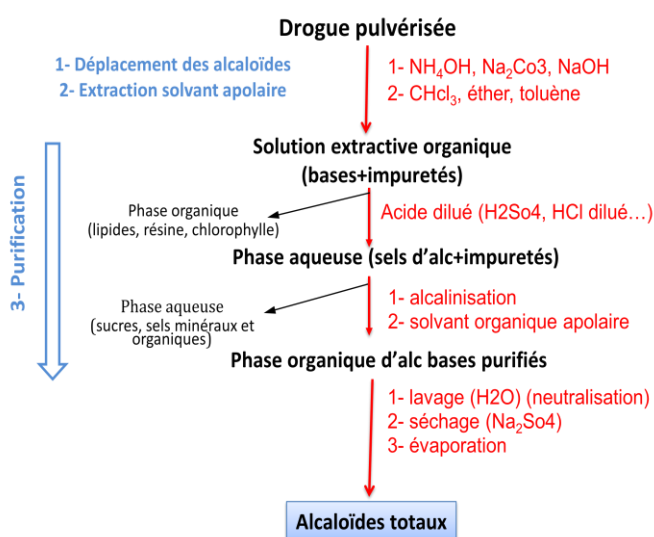 Drogue pulvérisée
1- Déplacement des alcaloïdes
2- Extraction solvant apolaire
1- NH₄OH, Na₂Co3, NaOH
2- CHcl₃, éther, toluène
Solution extractive organique
(bases+impuretés)
Phase organique
(lipides, résine, chlorophylle)
Acide dilué (H2So4, HCl dilué…)
3- Purification
Phase aqueuse (sels d’alc+impuretés)
Phase aqueuse
(sucres, sels minéraux et
organiques)
1- alcalinisation
2- solvant organique apolaire
Phase organique d’alc bases purifiés
1- lavage (H2O) (neutralisation)
2- séchage (Na₂So4)
3- évaporation
Alcaloïdes totaux